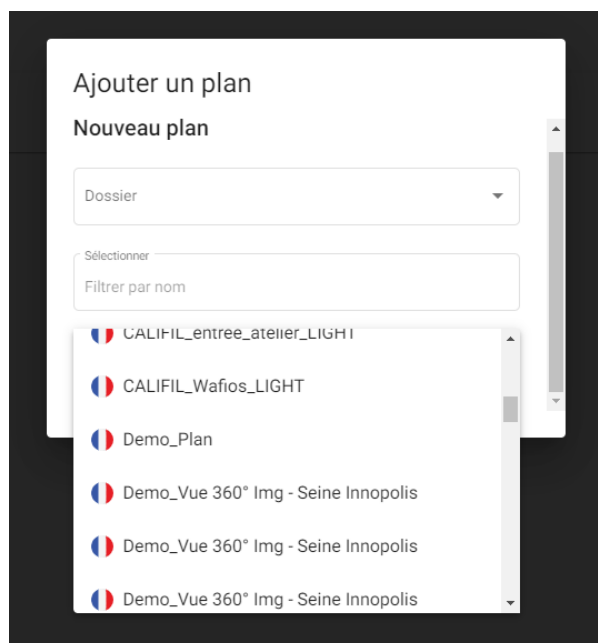 Ajouter un plan
Nouveau plan
Dossier
Sélectionner
Filtrer par nom
CALIFIL_entree_atelier_LIGHT
CALIFIL_Wafios_LIGHT
Demo_Plan
Demo_Vue 360° Img - Seine Innopolis
Demo_Vue 360° Img - Seine Innopolis
Demo_Vue 360° Img - Seine Innopolis